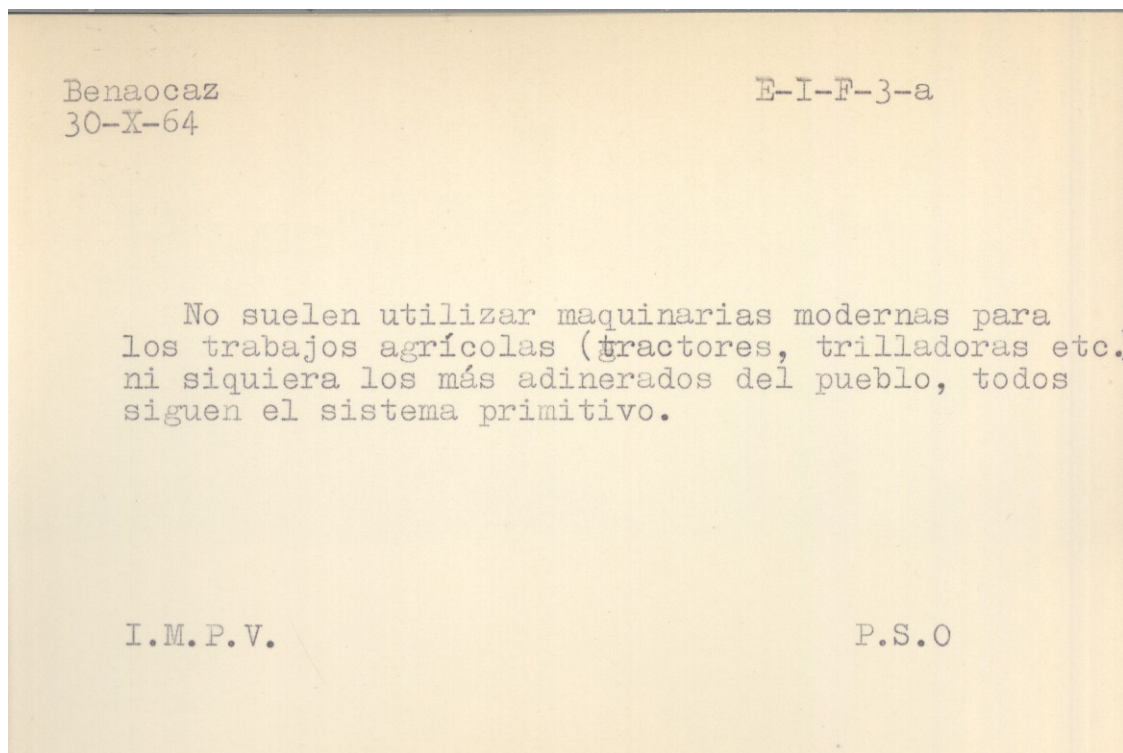 Benaocaz
E-I-F-3-a
30-X-64
No suelen utilizar maquinarias modernas para
los trabajos agrícolas (tractores, trilladoras etc.)
ni siquiera los más adinerados del pueblo, todos
siguen el sistema primitivo.
I.M.P.V.
P.S.O